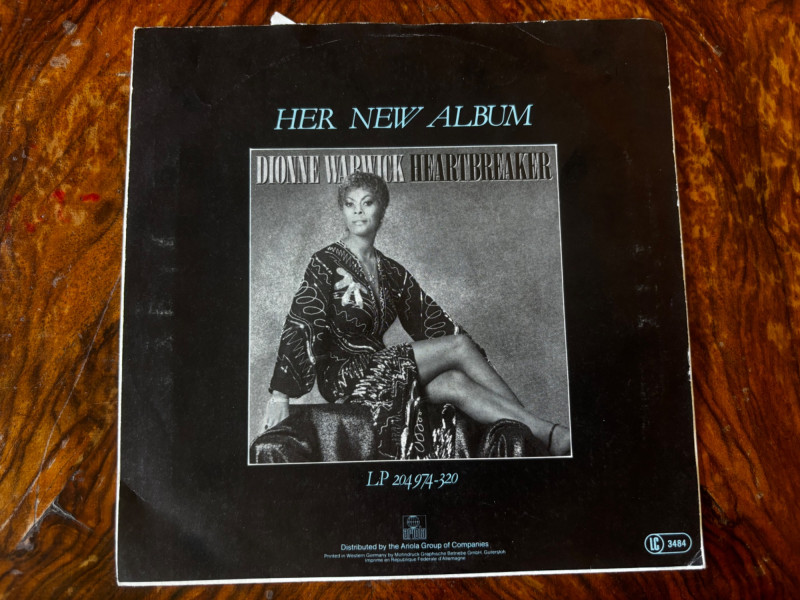 HER NEW ALBUM
DIONNE WARWICK HEARTBREAKER
LP 204 974-320
ARIOLA
Distributed by the Ariola Group of Companies
LC 3484
Printed in Western Germany by Mohndruck Graphische Betriebe GmbH, Gütersloh
Imprimé en République Fédérale d'Allemagne